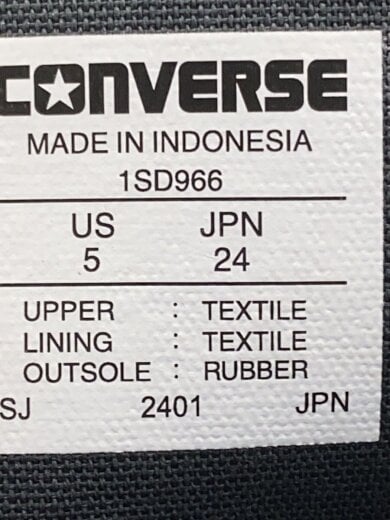 CONVERSE
MADE IN INDONESIA
1SD966
US JPN
5 24
UPPER : TEXTILE
LINING : TEXTILE
OUTSOLE : RUBBER
SJ 2401 JPN